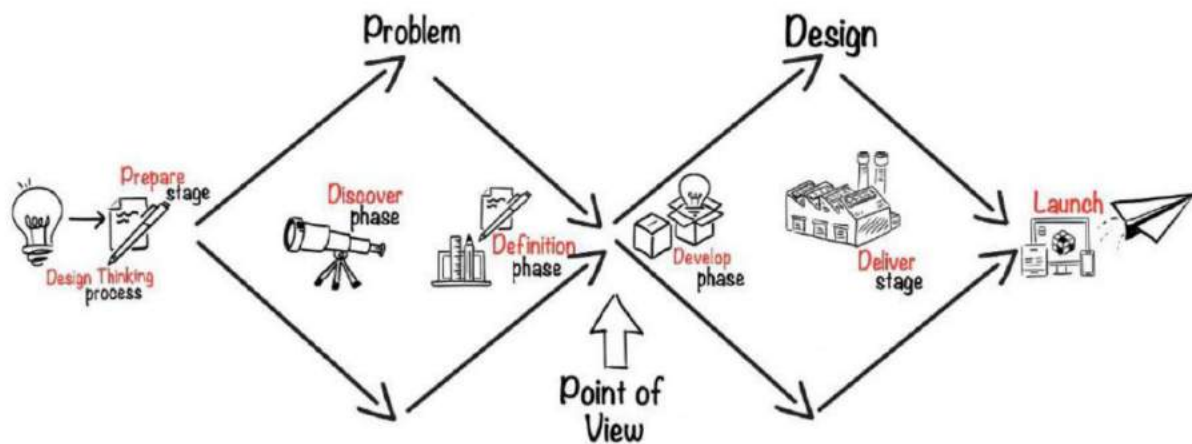 Problem
Design
Prepare
stage
Design Thinking
process
Discover
phase
Definition
phase
Point of
View
Develop
phase
Deliver
stage
Launch